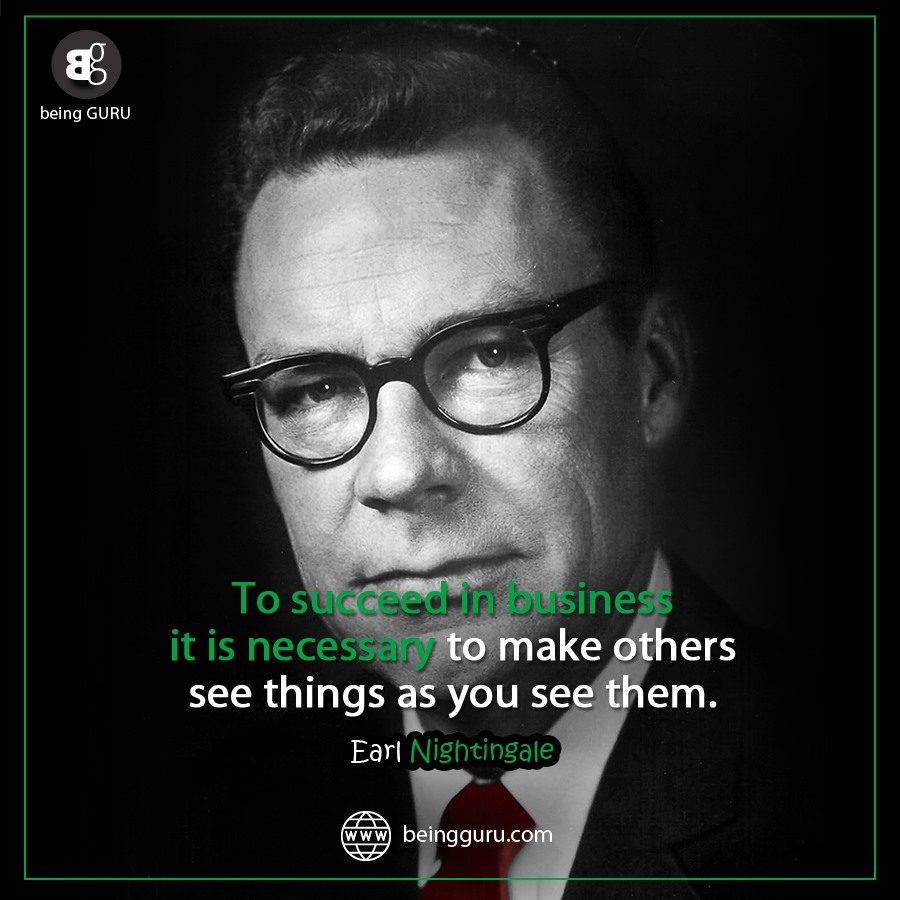 Bg
being GURU
To succeed in business
it is necessary to make others
see things as you see them.
Earl Nightingale
WWW beingguru.com